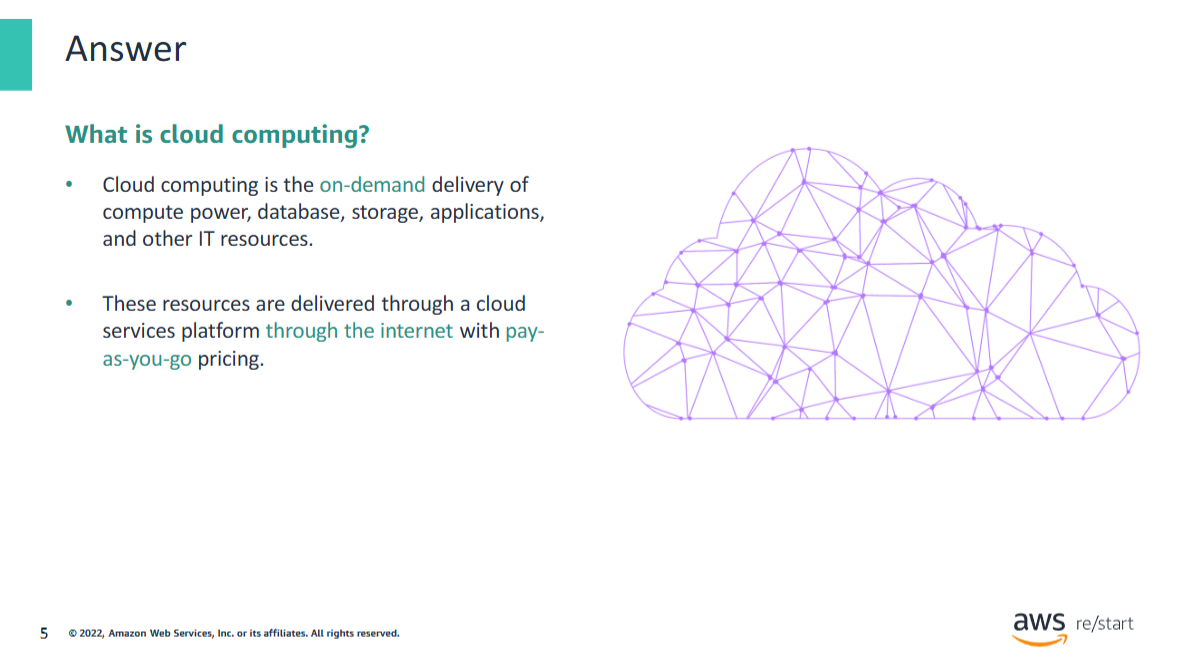 Answer
What is cloud computing?
• Cloud computing is the on-demand delivery of
compute power, database, storage, applications,
and other IT resources.
• These resources are delivered through a cloud
services platform through the internet with pay-
as-you-go pricing.
5 © 2022, Amazon Web Services, Inc. or its affiliates. All rights reserved.
aws re/start